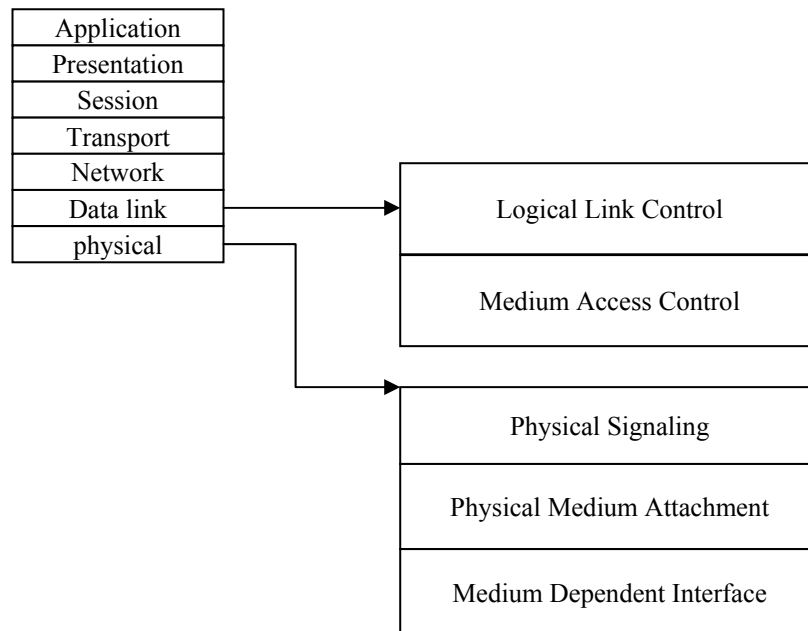 Application
Presentation
Session
Transport
Network
Data link
physical
Logical Link Control
Medium Access Control
Physical Signaling
Physical Medium Attachment
Medium Dependent Interface